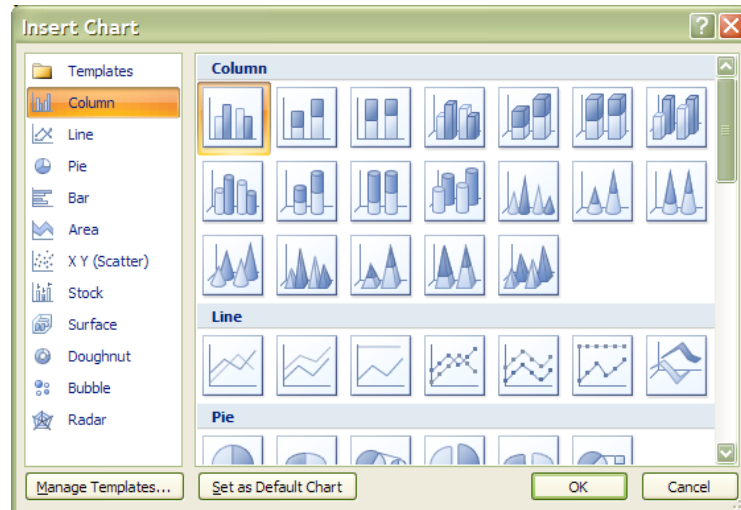 Insert Chart
Templates
Column
Line
Pie
Bar
Area
X Y (Scatter)
Stock
Surface
Doughnut
Bubble
Radar
Column
Line
Pie
Manage Templates...
Set as Default Chart
OK
Cancel